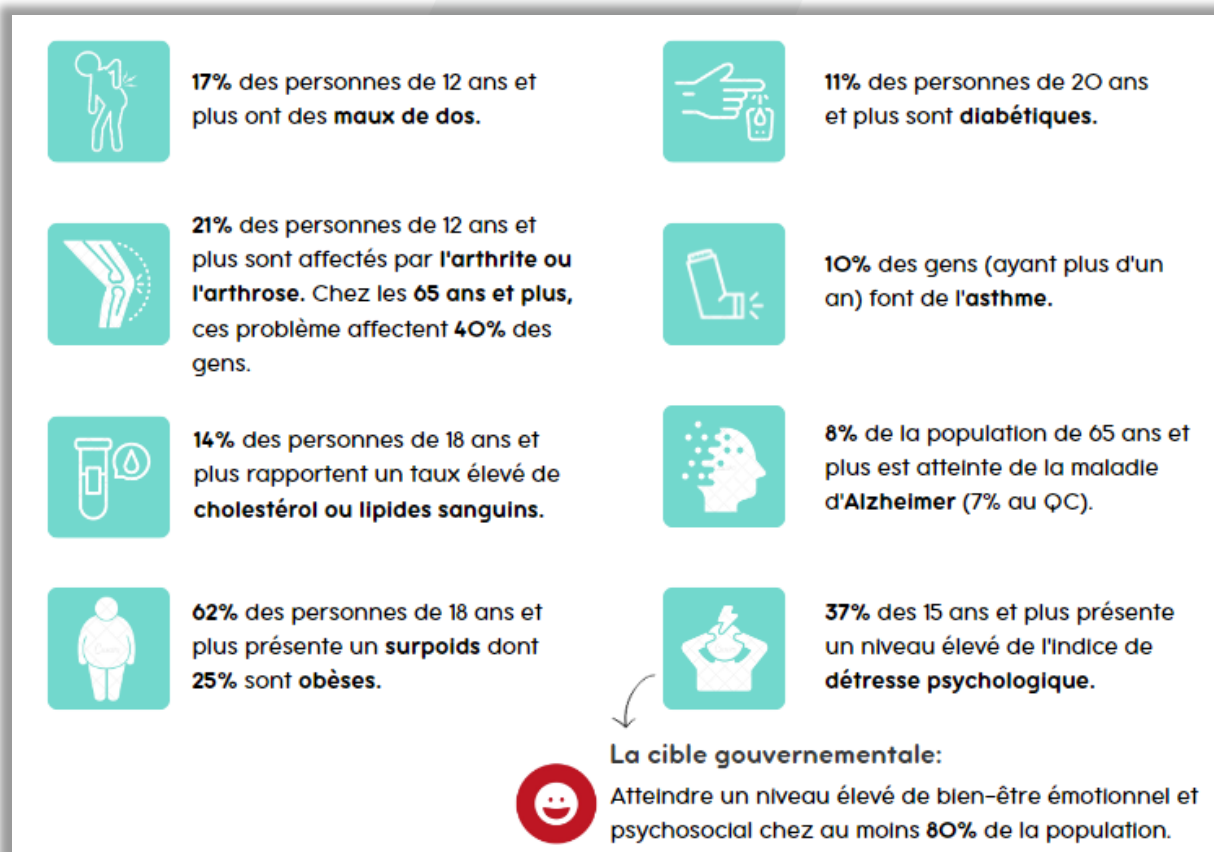 17% des personnes de 12 ans et
plus ont des maux de dos.
21% des personnes de 12 ans et
plus sont affectés par l'arthrite ou
l'arthrose. Chez les 65 ans et plus,
ces problème affectent 40% des
gens.
14% des personnes de 18 ans et
plus rapportent un taux élevé de
cholestérol ou lipides sanguins.
62% des personnes de 18 ans et
plus présente un surpoids dont
25% sont obèses.
11% des personnes de 20 ans
et plus sont diabétiques.
10% des gens (ayant plus d'un
an) font de l'asthme.
8% de la population de 65 ans et
plus est atteinte de la maladie
d'Alzheimer (7% au QC).
37% des 15 ans et plus présente
un niveau élevé de l'indice de
détresse psychologique.
La cible gouvernementale:
Atteindre un niveau élevé de bien-être émotionnel et
psychosocial chez au moins 80% de la population.